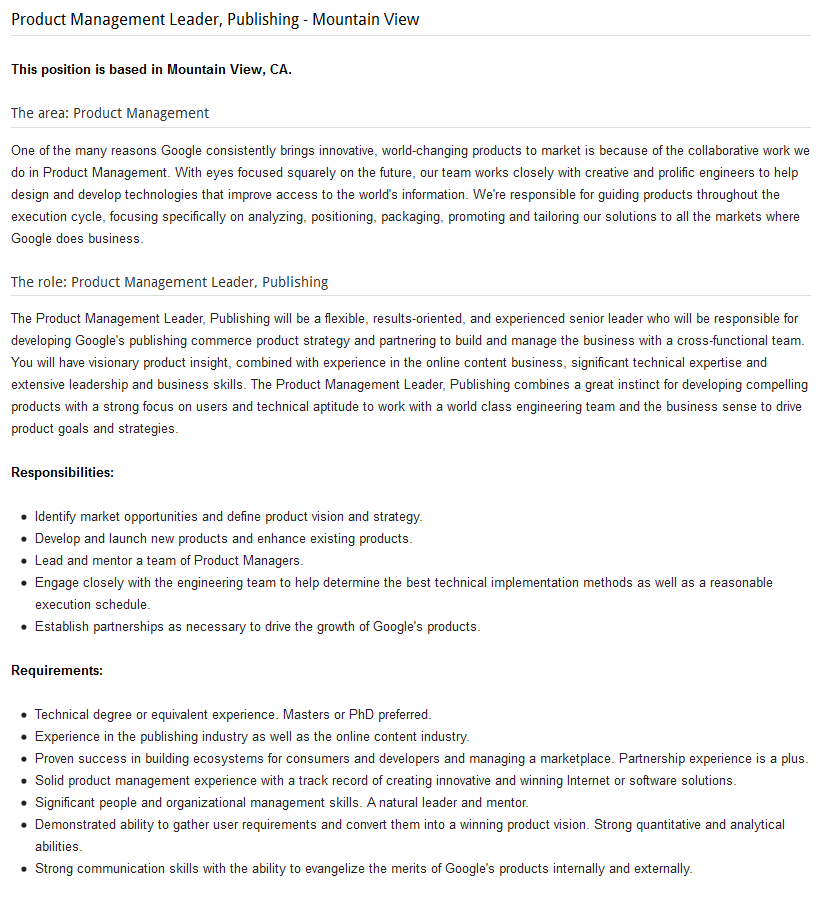 Product Management Leader, Publishing - Mountain View
This position is based in Mountain View, CA.
The area: Product Management
One of the many reasons Google consistently brings innovative, world-changing products to market is because of the collaborative work we
do in Product Management. With eyes focused squarely on the future, our team works closely with creative and prolific engineers to help
design and develop technologies that improve access to the world's information. We're responsible for guiding products throughout the
execution cycle, focusing specifically on analyzing, positioning, packaging, promoting and tailoring our solutions to all the markets where
Google does business.
The role: Product Management Leader, Publishing
The Product Management Leader, Publishing will be a flexible, results-oriented, and experienced senior leader who will be responsible for
developing Google's publishing commerce product strategy and partnering to build and manage the business with a cross-functional team.
You will have visionary product insight, combined with experience in the online content business, significant technical expertise and
extensive leadership and business skills. The Product Management Leader, Publishing combines a great instinct for developing compelling
products with a strong focus on users and technical aptitude to work with a world class engineering team and the business sense to drive
product goals and strategies.
Responsibilities:
• Identify market opportunities and define product vision and strategy.
• Develop and launch new products and enhance existing products.
• Lead and mentor a team of Product Managers.
• Engage closely with the engineering team to help determine the best technical implementation methods as well as a reasonable
execution schedule.
• Establish partnerships as necessary to drive the growth of Google's products.
Requirements:
• Technical degree or equivalent experience. Masters or PhD preferred.
• Experience in the publishing industry as well as the online content industry.
• Proven success in building ecosystems for consumers and developers and managing a marketplace. Partnership experience is a plus.
• Solid product management experience with a track record of creating innovative and winning Internet or software solutions.
• Significant people and organizational management skills. A natural leader and mentor.
• Demonstrated ability to gather user requirements and convert them into a winning product vision. Strong quantitative and analytical
abilities.
• Strong communication skills with the ability to evangelize the merits of Google's products internally and externally.